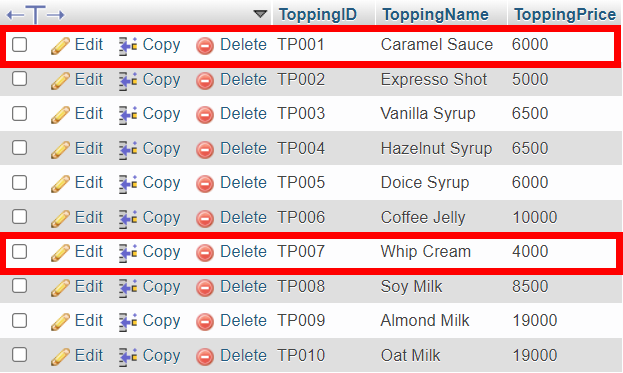 ToppingID ToppingName ToppingPrice
Edit Copy Delete TP001 Caramel Sauce 6000
Edit Copy Delete TP002 Expresso Shot 5000
Edit Copy Delete TP003 Vanilla Syrup 6500
Edit Copy Delete TP004 Hazelnut Syrup 6500
Edit Copy Delete TP005 Doice Syrup 6000
Edit Copy Delete TP006 Coffee Jelly 10000
Edit Copy Delete TP007 Whip Cream 4000
Edit Copy Delete TP008 Soy Milk 8500
Edit Copy Delete TP009 Almond Milk 19000
Edit Copy Delete TP010 Oat Milk 19000